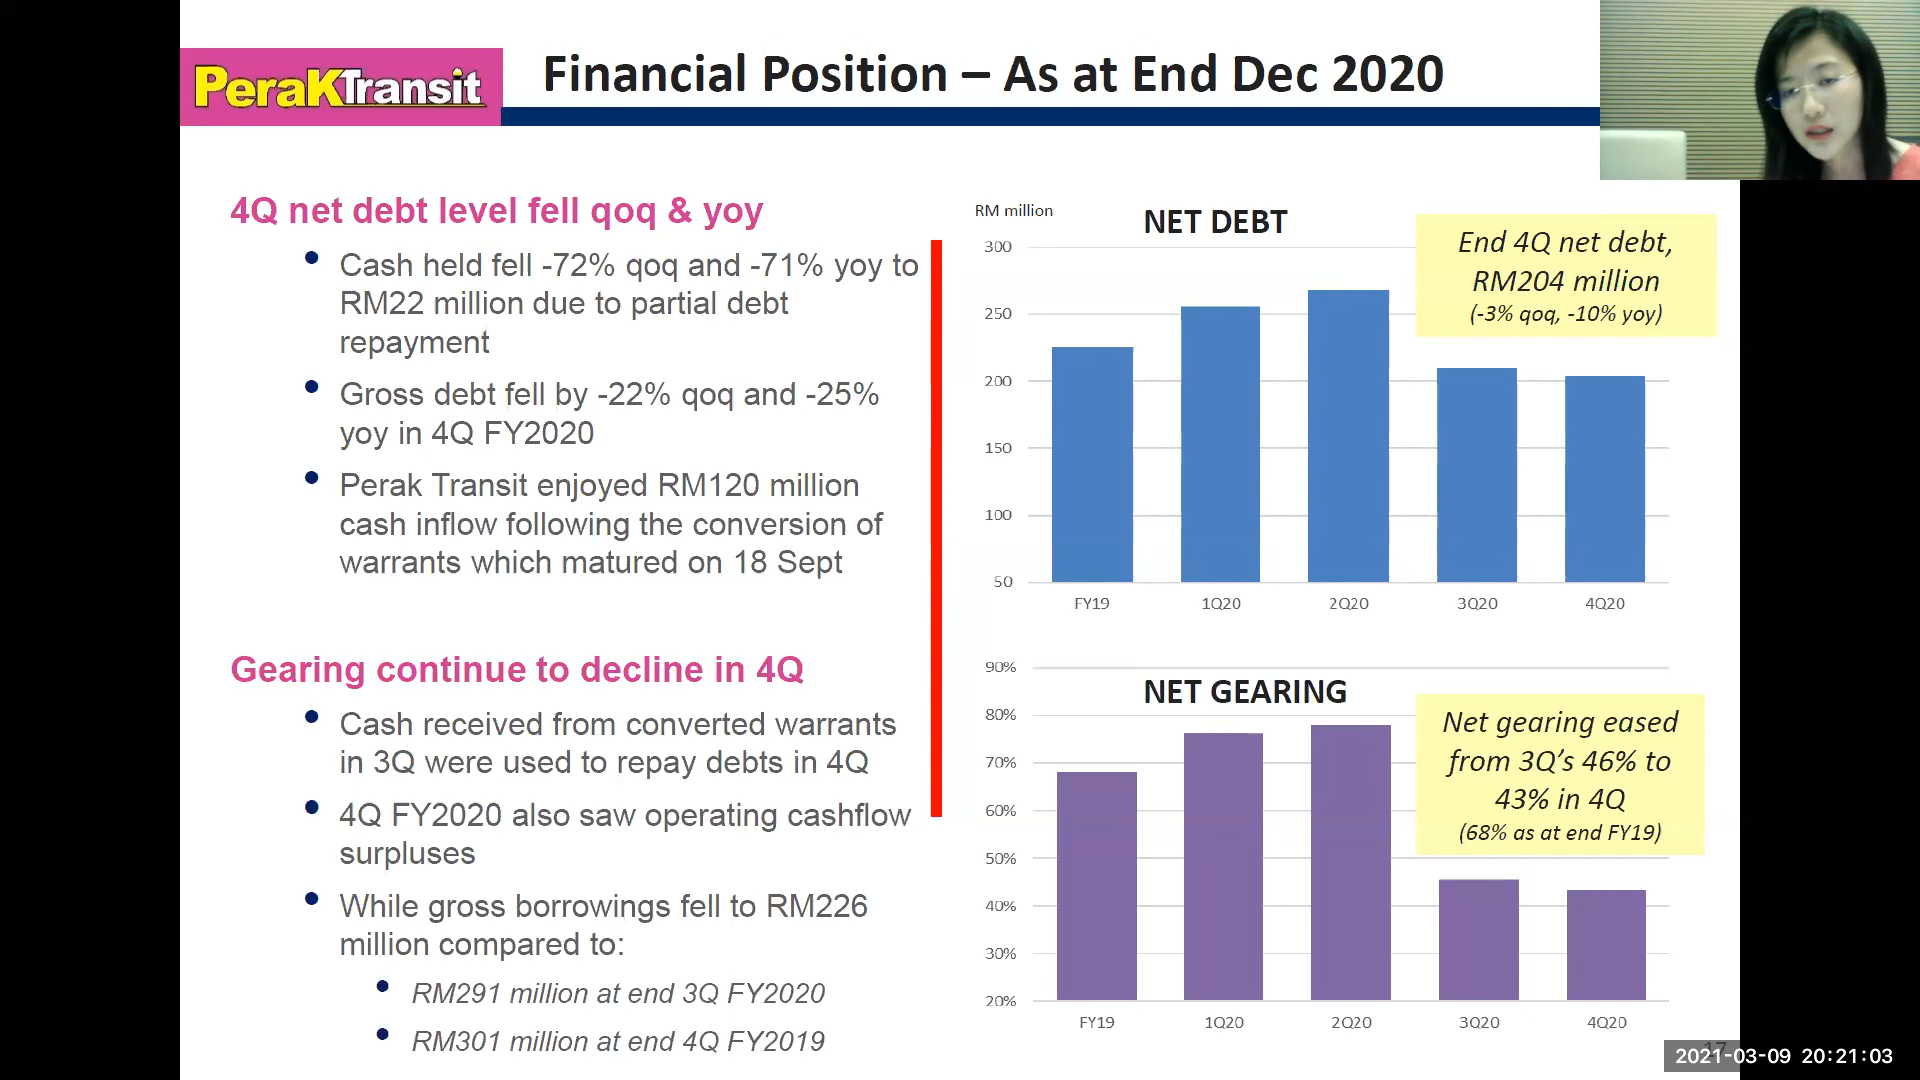 PeraKTransit
Financial Position – As at End Dec 2020
4Q net debt level fell qoq & yoy
• Cash held fell -72% qoq and -71% yoy to
RM22 million due to partial debt
repayment
• Gross debt fell by -22% qoq and -25%
yoy in 4Q FY2020
• Perak Transit enjoyed RM120 million
cash inflow following the conversion of
warrants which matured on 18 Sept
Gearing continue to decline in 4Q
• Cash received from converted warrants
in 3Q were used to repay debts in 4Q
• 4Q FY2020 also saw operating cashflow
surpluses
• While gross borrowings fell to RM226
million compared to:
• RM291 million at end 3Q FY2020
• RM301 million at end 4Q FY2019
RM million
NET DEBT
End 4Q net debt,
RM204 million
(-3% qoq, -10% yoy)
300
250
200
150
100
50
FY19 1Q20 2Q20 3Q20 4Q20
NET GEARING
Net gearing eased
from 3Q’s 46% to
43% in 4Q
(68% as at end FY19)
90%
80%
70%
60%
50%
40%
30%
20%
FY19 1Q20 2Q20 3Q20 4Q20
2021-03-09 20:21:03